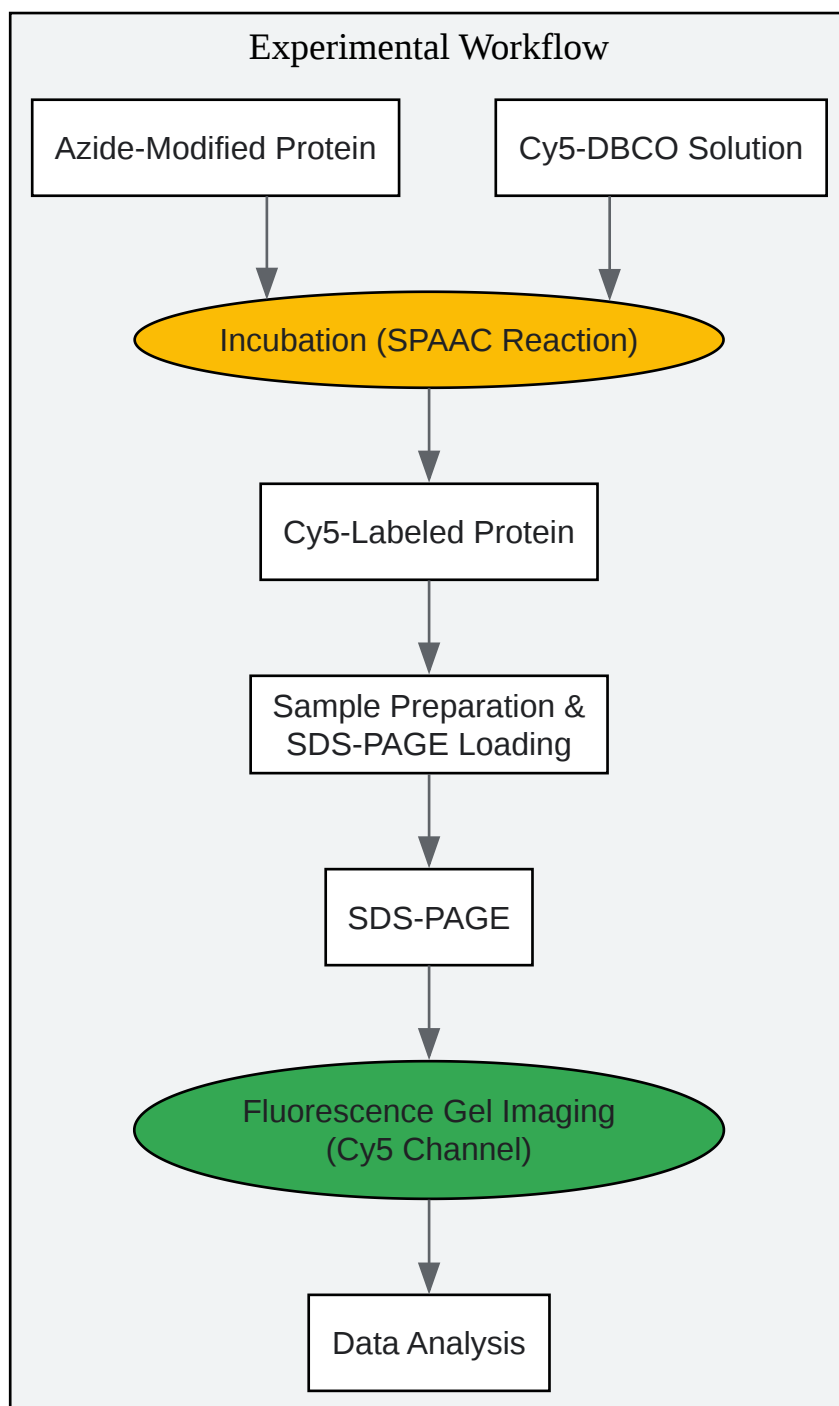 Experimental Workflow
Azide-Modified Protein
Cy5-DBCO Solution
Incubation (SPAAC Reaction)
Cy5-Labeled Protein
Sample Preparation &
SDS-PAGE Loading
SDS-PAGE
Fluorescence Gel Imaging
(Cy5 Channel)
Data Analysis